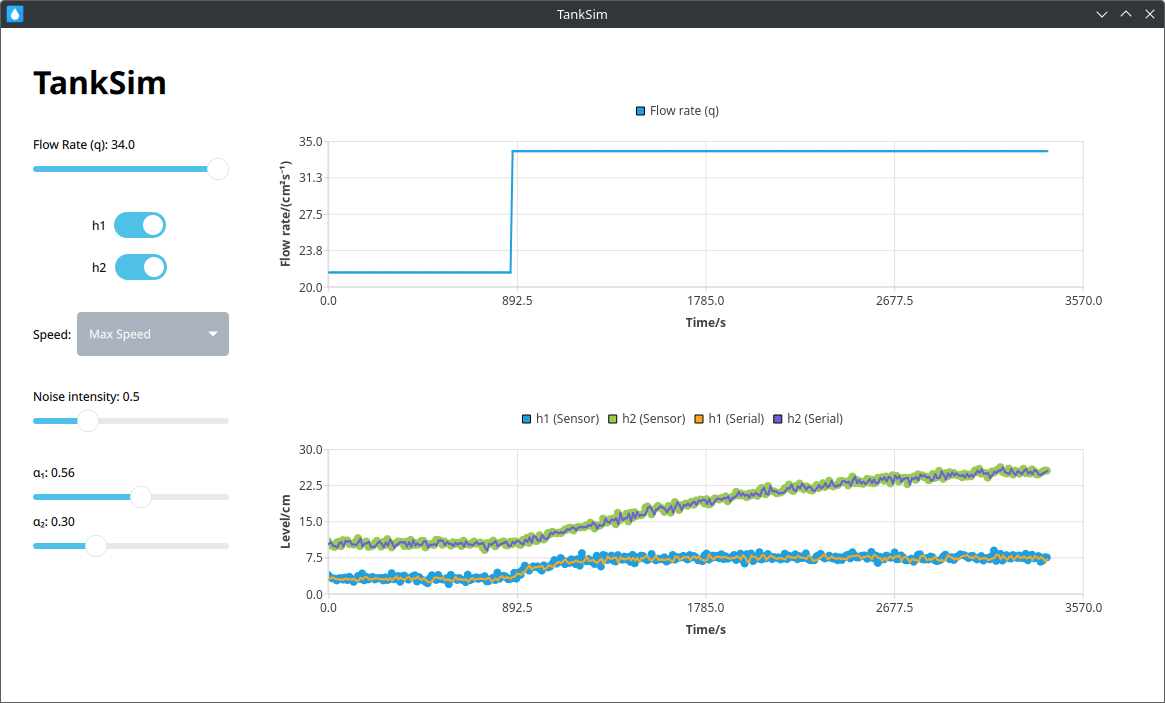 TankSim
TankSim
Flow Rate (q): 34.0
h1
h2
Speed: Max Speed
Noise intensity: 0.5
α₁: 0.56
α₂: 0.30
Flow rate (q)
35.0
31.3
27.5
23.8
20.0
Flow rate/(cm²s⁻¹)
0.0 892.5 1785.0 2677.5 3570.0
Time/s
h1 (Sensor) h2 (Sensor) h1 (Serial) h2 (Serial)
30.0
22.5
15.0
7.5
0.0
Level/cm
0.0 892.5 1785.0 2677.5 3570.0
Time/s